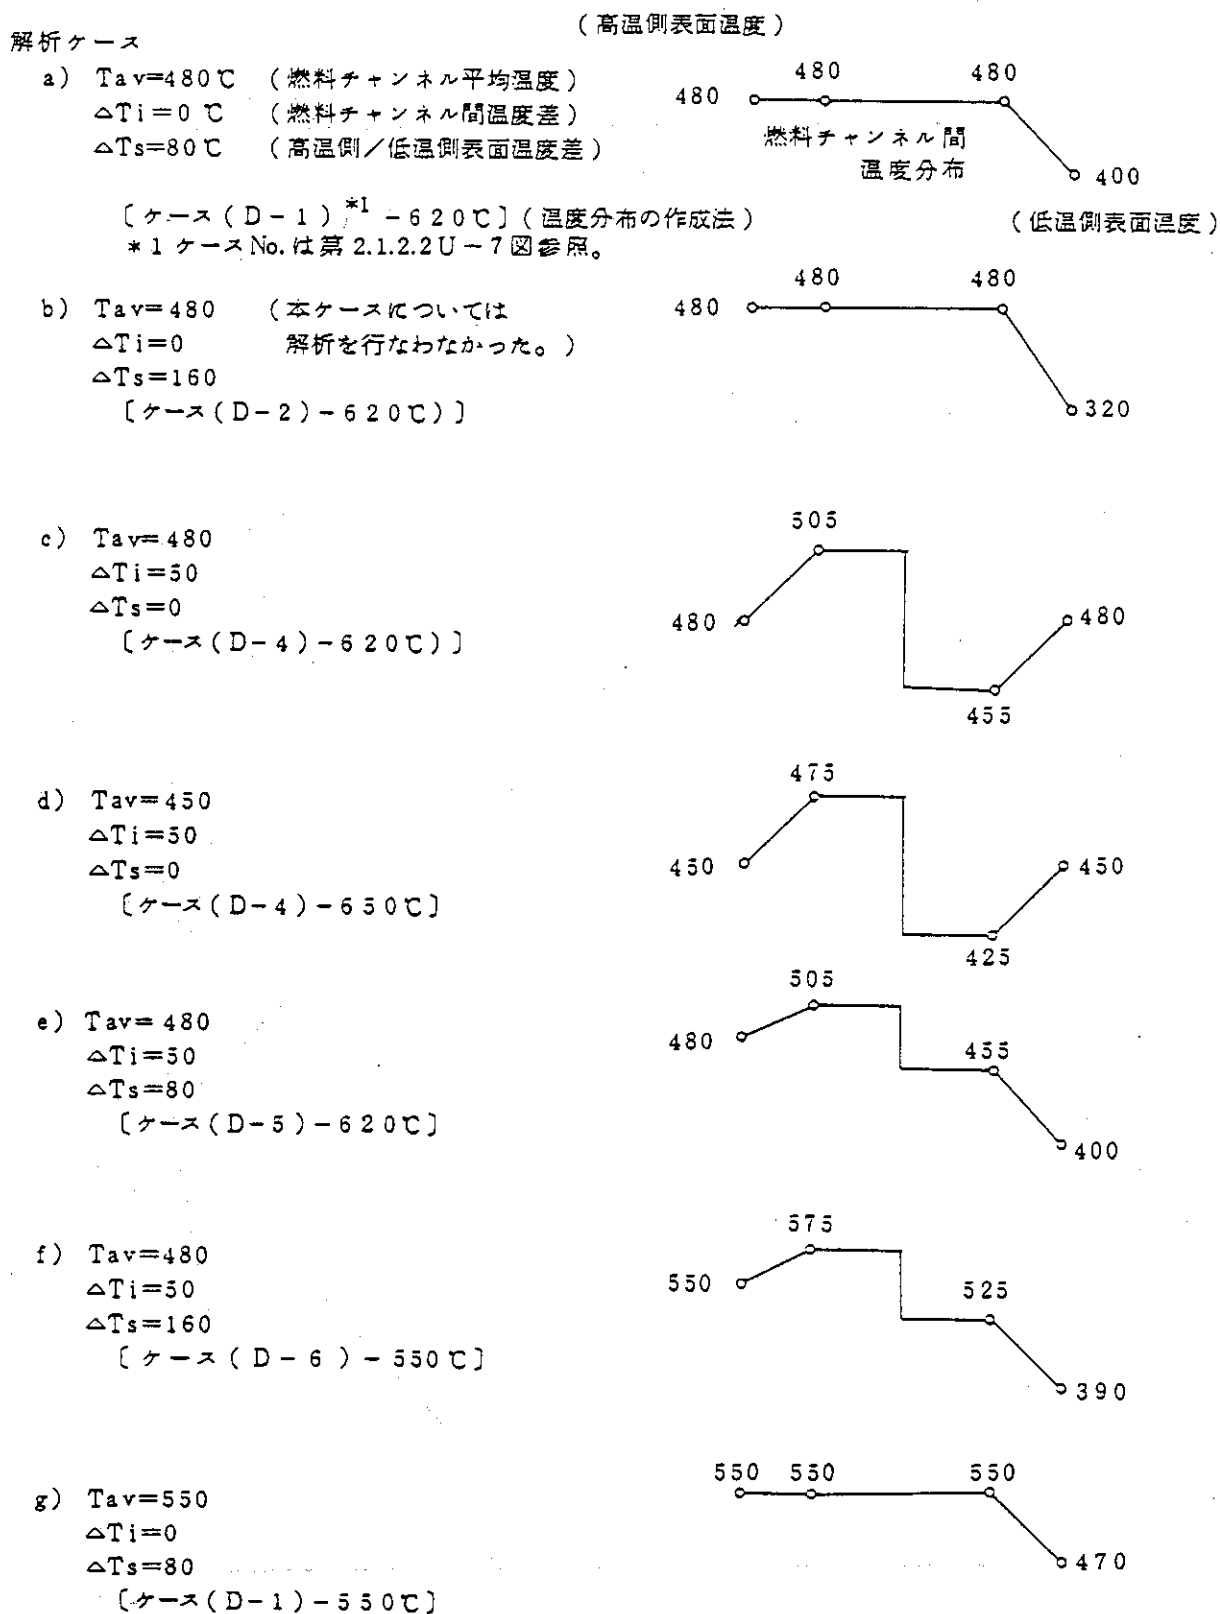 (高温側表面温度)
解析ケース
a) Tav=480℃ (燃料チャンネル平均温度)
△Ti=0℃ (燃料チャンネル間温度差)
△Ts=80℃ (高温側/低温側表面温度差)
〔ケース(D-1)*1 -620℃〕(温度分布の作成法)
*1 ケースNo.は第2.1.2.2U-7図参照。
480 480 480
燃料チャンネル間
温度分布
400
(低温側表面温度)
b) Tav=480 (本ケースについては
△Ti=0 解析を行なわなかった。)
△Ts=160
〔ケース(D-2)-620℃)〕
480 480 480
320
c) Tav=480
△Ti=50
△Ts=0
〔ケース(D-4)-620℃)〕
505
480 480
455
d) Tav=450
△Ti=50
△Ts=0
〔ケース(D-4)-650℃〕
475
450 450
425
e) Tav=480
△Ti=50
△Ts=80
〔ケース(D-5)-620℃〕
505
480 455
400
f) Tav=480
△Ti=50
△Ts=160
〔ケース(D-6)-550℃〕
575
550 525
390
g) Tav=550
△Ti=0
△Ts=80
〔ケース(D-1)-550℃〕
550 550 550
470